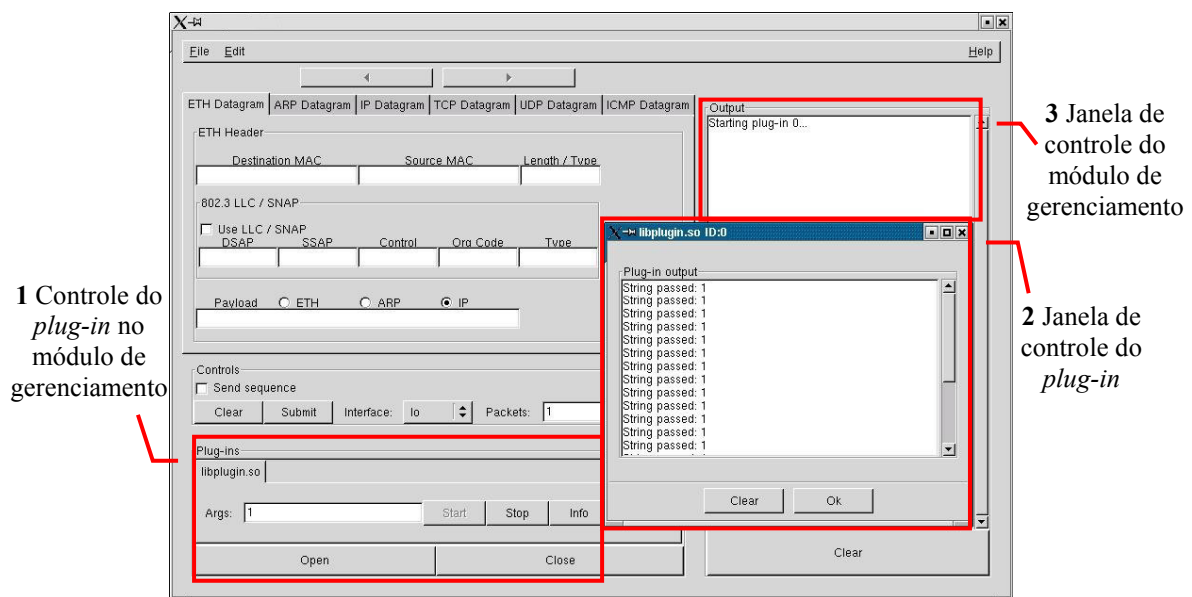 File Edit Help
ETH Datagram ARP Datagram IP Datagram TCP Datagram UDP Datagram ICMP Datagram
ETH Header
Destination MAC Source MAC Length / Type
802.3 LLC / SNAP
Use LLC / SNAP
DSAP SSAP Control Org Code Type
Payload ETH ARP IP
Controls
Send sequence
Clear Submit Interface: lo Packets: 1
Plug-ins
libplugin.so
Args: 1 Start Stop Info
Open Close
Output
Starting plug-in 0...
libplugin.so ID:0
Plug-in output
String passed: 1
String passed: 1
String passed: 1
String passed: 1
String passed: 1
String passed: 1
String passed: 1
String passed: 1
String passed: 1
String passed: 1
String passed: 1
String passed: 1
String passed: 1
String passed: 1
Clear Ok
Clear
1 Controle do
plug-in no
módulo de
gerenciamento
3 Janela de
controle do
módulo de
gerenciamento
2 Janela de
controle do
plug-in